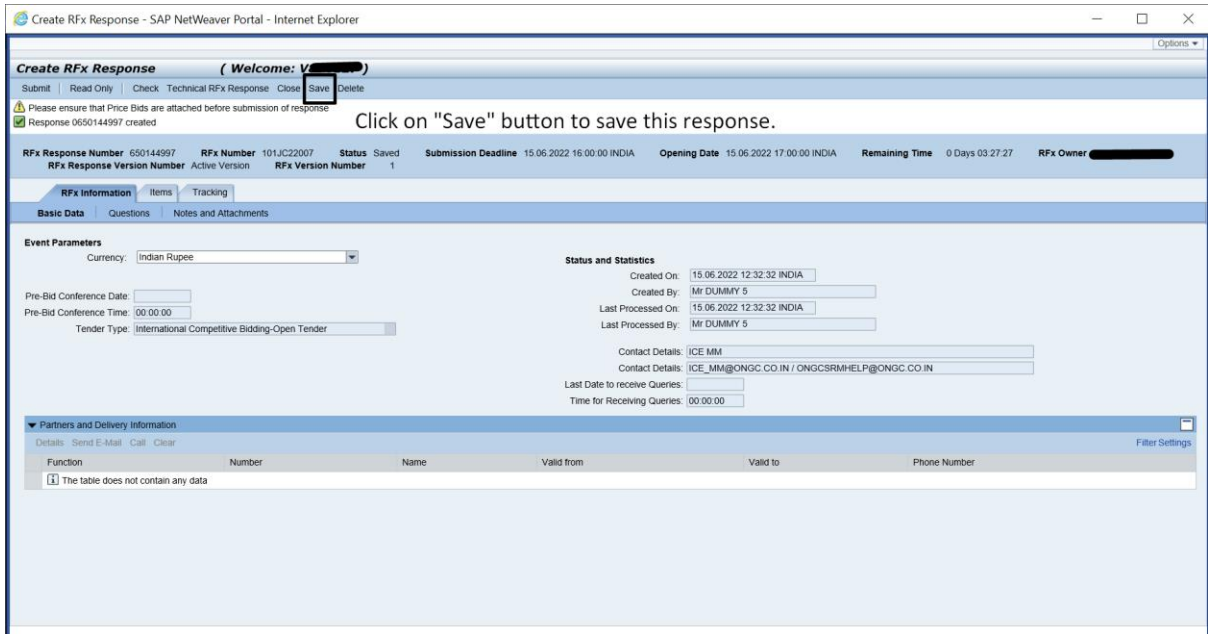 Create RFx Response - SAP NetWeaver Portal - Internet Explorer
Options
Create RFx Response ( Welcome: )
Submit Read Only Check Technical RFx Response Close Save Delete
Please ensure that Price Bids are attached before submission of response
Response 0650144997 created
Click on "Save" button to save this response.
RFx Response Number 650144997 RFx Number 101JC22007 Status Saved Submission Deadline 15.06.2022 16:00:00 INDIA Opening Date 15.06.2022 17:00:00 INDIA Remaining Time 0 Days 03:27:27 RFx Owner
RFx Response Version Number Active Version RFx Version Number 1
RFx Information Items Tracking
Basic Data Questions Notes and Attachments
Event Parameters
Currency: Indian Rupee
Pre-Bid Conference Date:
Pre-Bid Conference Time: 00:00:00
Tender Type: International Competitive Bidding-Open Tender
Status and Statistics
Created On: 15.06.2022 12:32:32 INDIA
Created By: Mr DUMMY 5
Last Processed On: 15.06.2022 12:32:32 INDIA
Last Processed By: Mr DUMMY 5
Contact Details: ICE MM
Contact Details: ICE_MM@ONGC.CO.IN / ONGCSRMHELP@ONGC.CO.IN
Last Date to receive Queries:
Time for Receiving Queries: 00:00:00
Partners and Delivery Information
Details Send E-Mail Call Clear Filter Settings
Function Number Name Valid from Valid to Phone Number
The table does not contain any data